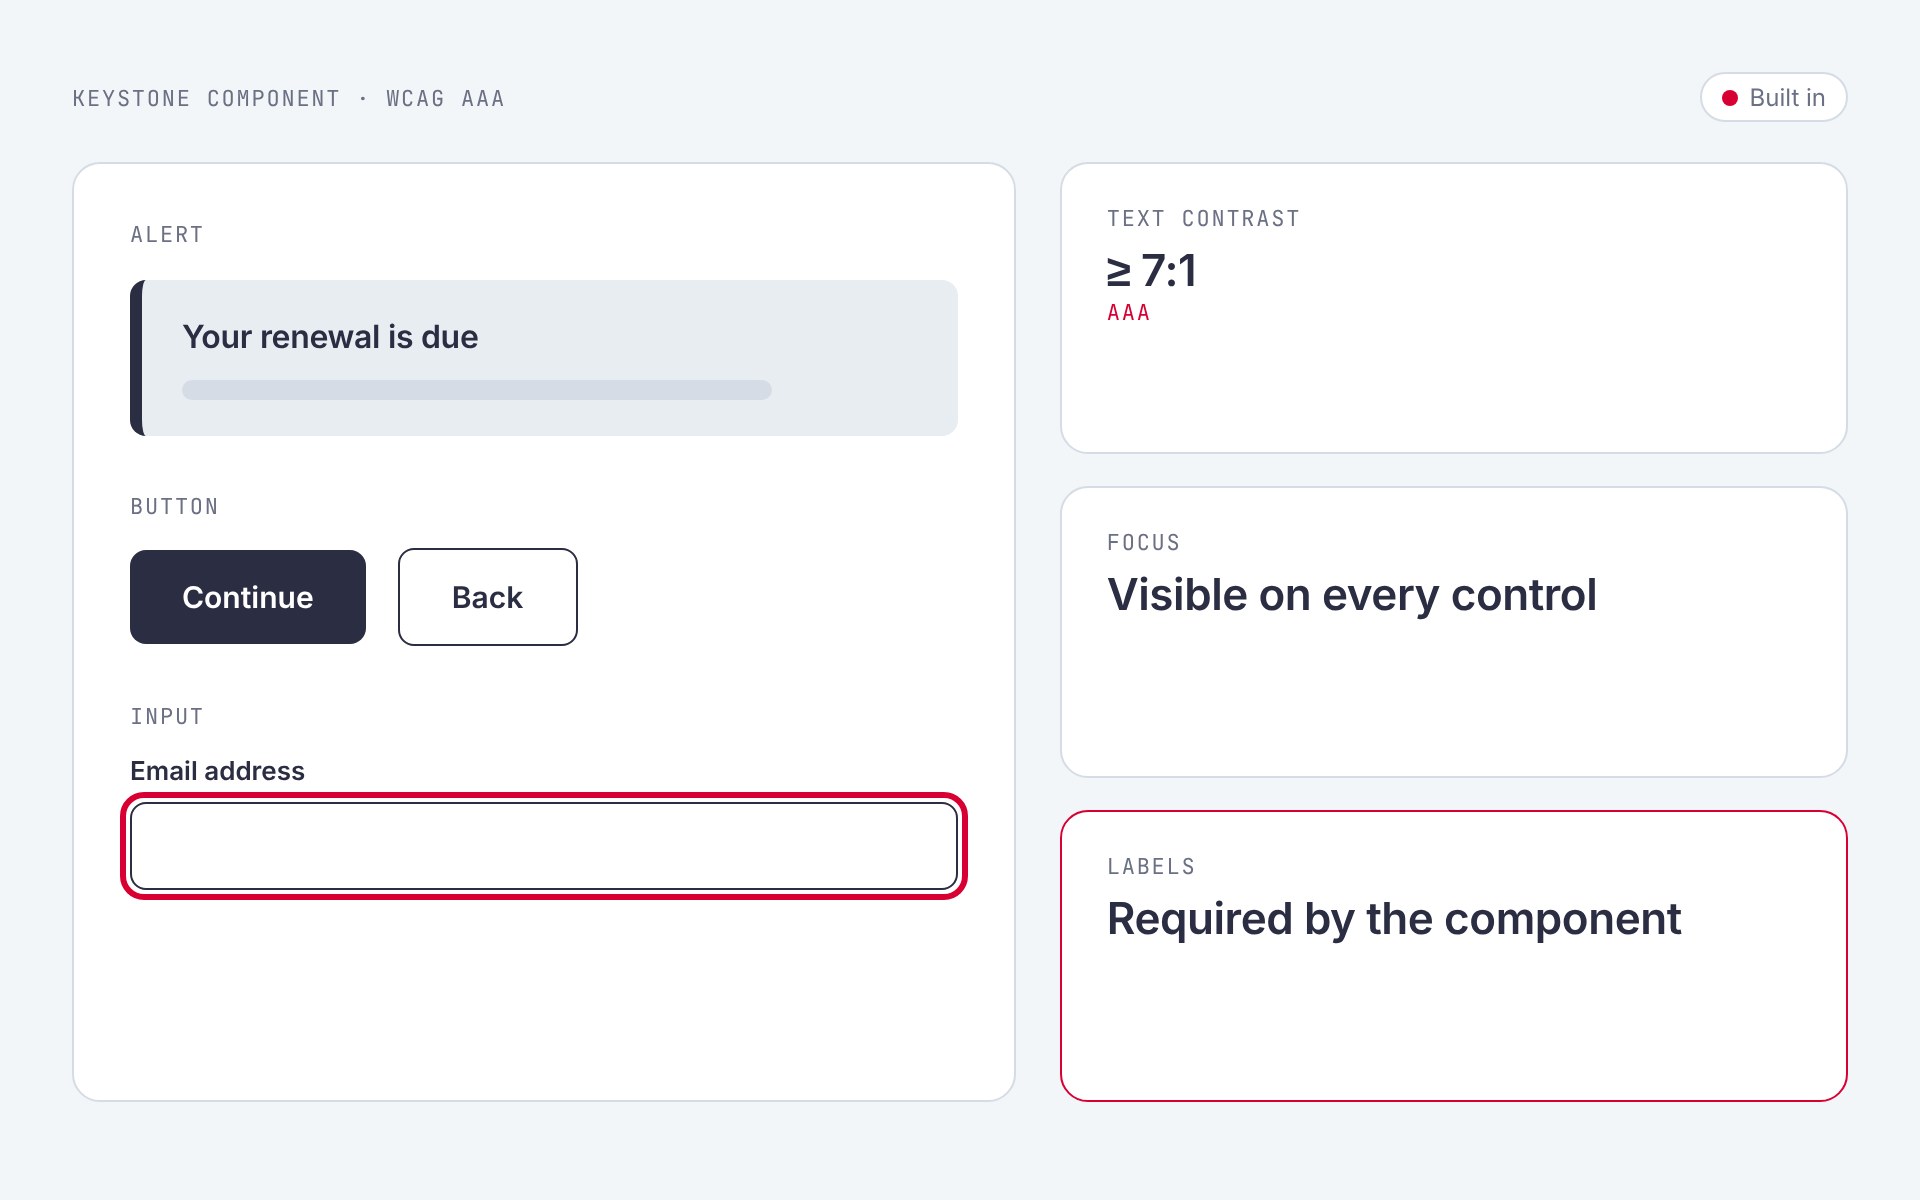 KEYSTONE COMPONENT · WCAG AAA
Built in
ALERT
Your renewal is due
BUTTON
Continue
Back
INPUT
Email address
TEXT CONTRAST
≥ 7:1
AAA
FOCUS
Visible on every control
LABELS
Required by the component